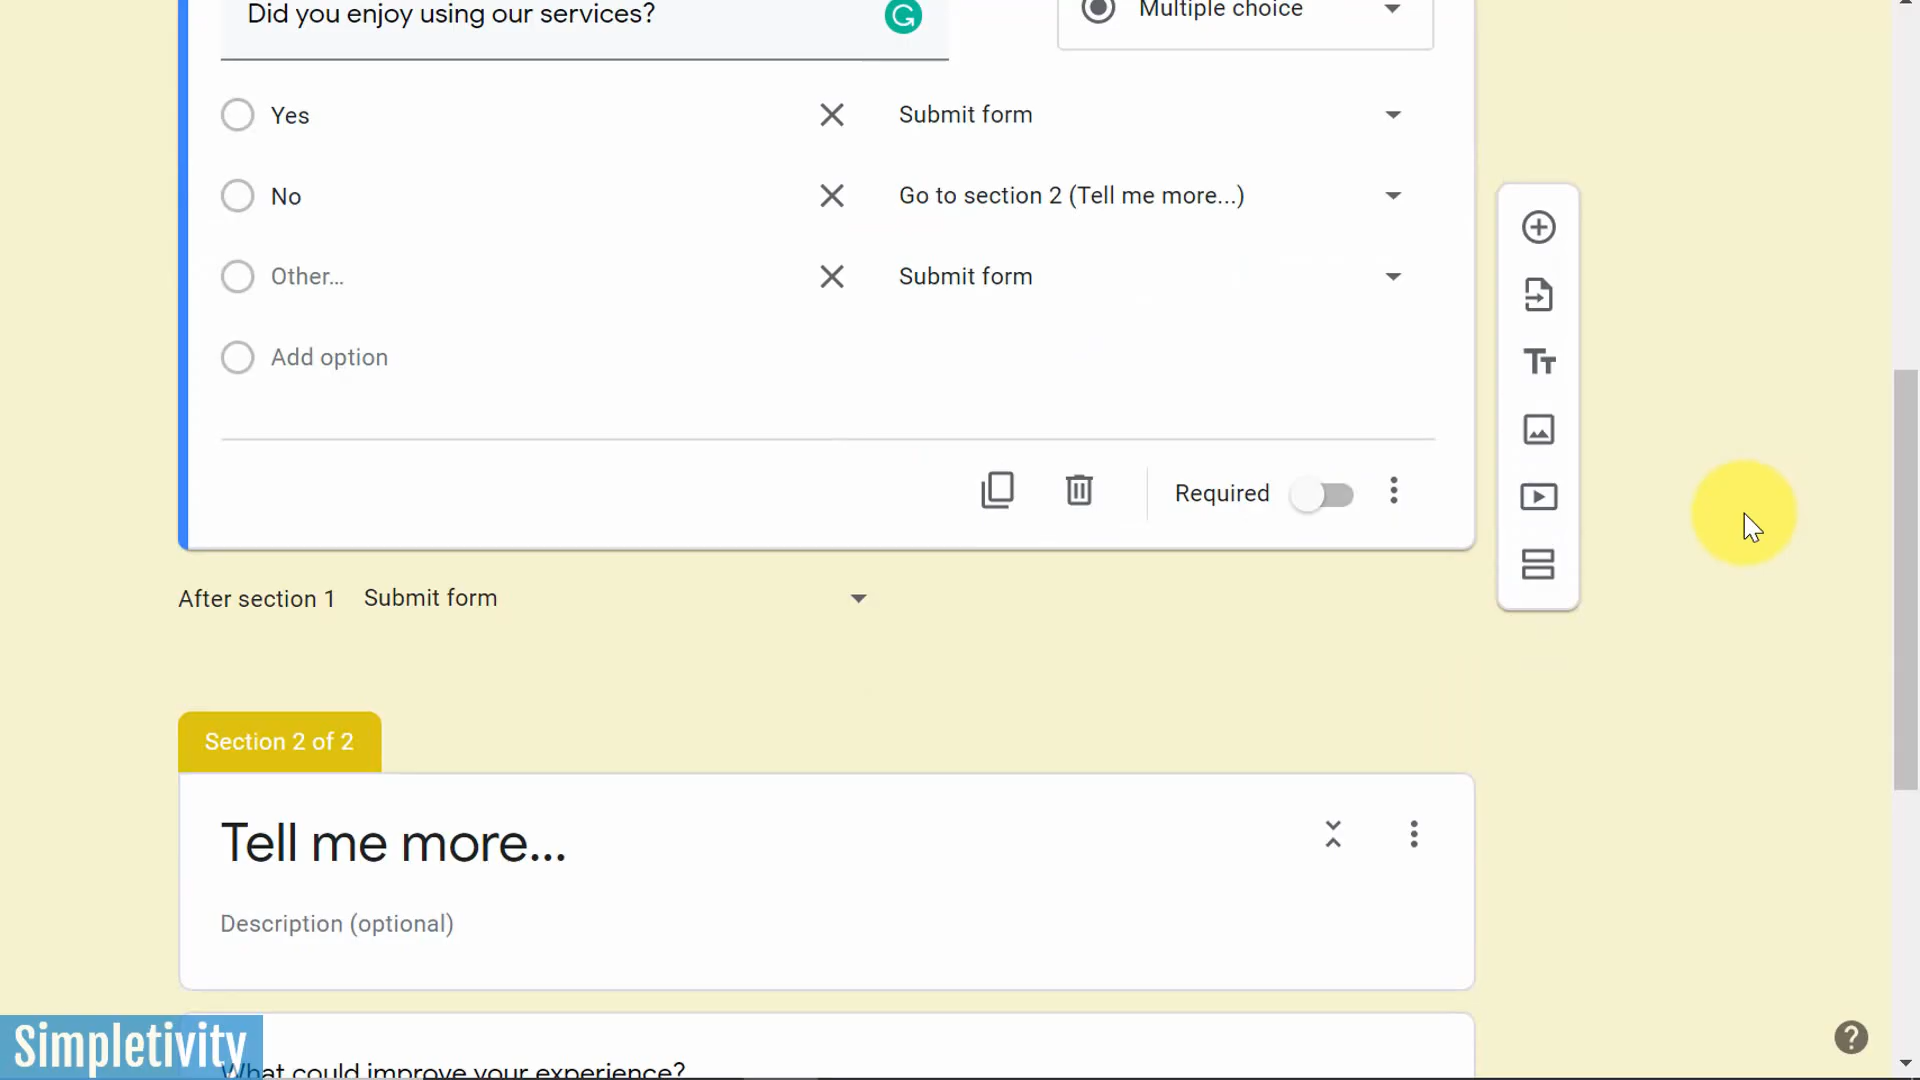 Did you enjoy using our services?
Multiple choice
Yes
Submit form
No
Go to section 2 (Tell me more...)
Other...
Submit form
Add option
Required
After section 1 Submit form
Section 2 of 2
Tell me more...
Description (optional)
Simpletivity
What could improve your experience?